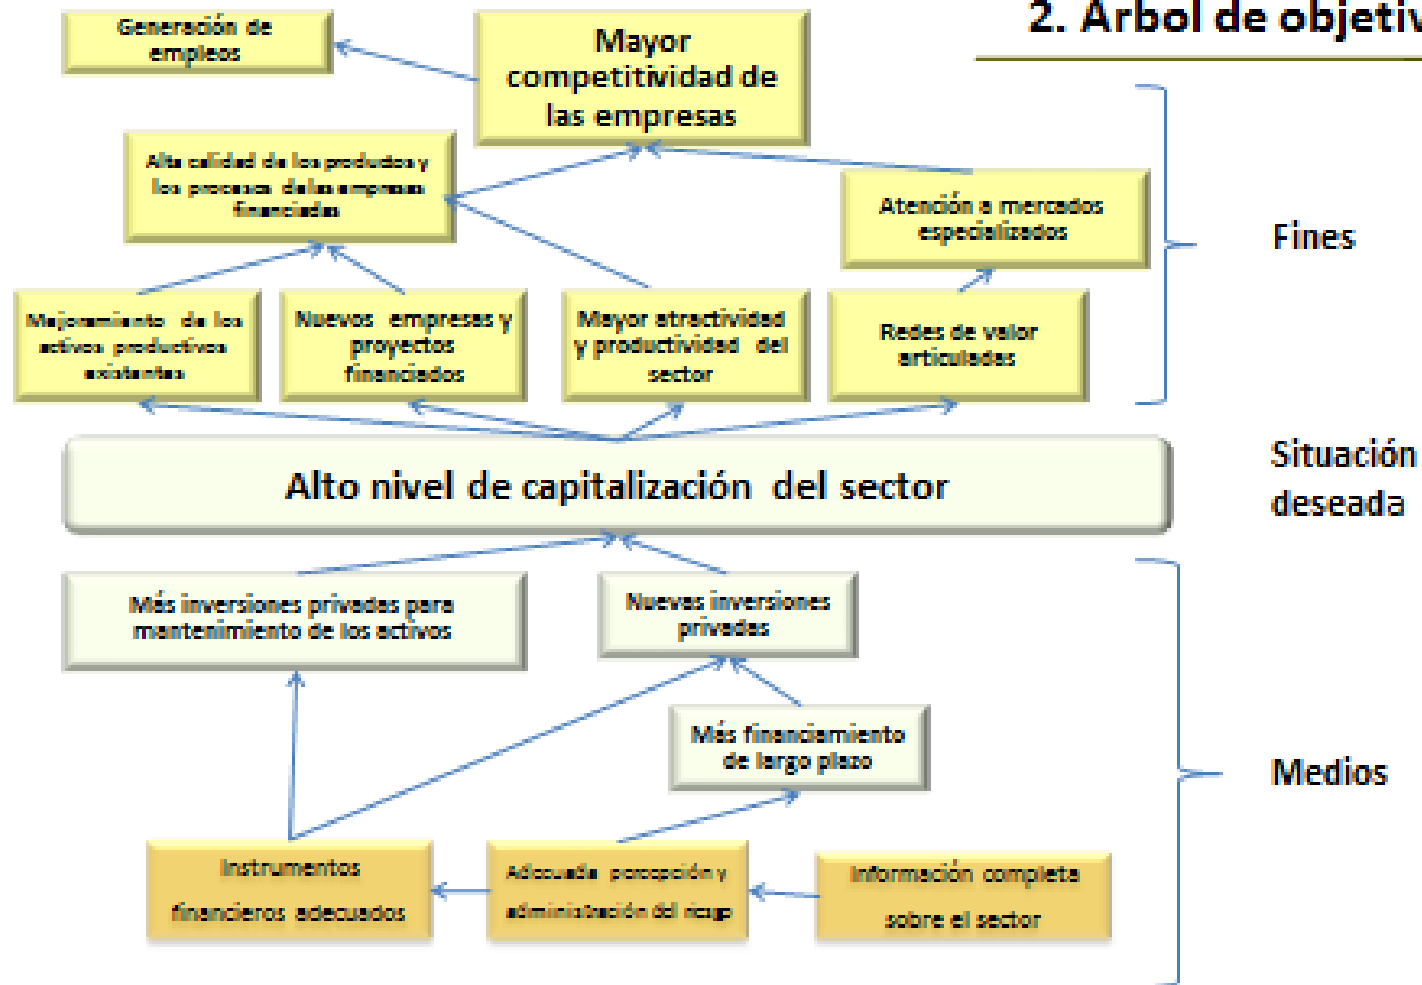 2. Árbol de objetiv
Generación de
empleos
Mayor
competitividad de
las empresas
Alta calidad de los productos y
los procesos de las empresas
financiadas
Atención a mercados
especializados
Fines
Mejoramiento de los
activos productivos
existentes
Nuevos empresas y
proyectos
financiados
Mayor atractividad
y productividad del
sector
Redes de valor
articuladas
Alto nivel de capitalización del sector
Situación
deseada
Más inversiones privadas para
mantenimiento de los activos
Nuevas inversiones
privadas
Más financiamiento
de largo plazo
Medios
Instrumentos
financieros adecuados
Adecuada percepción y
administración del riesgo
Información completa
sobre el sector